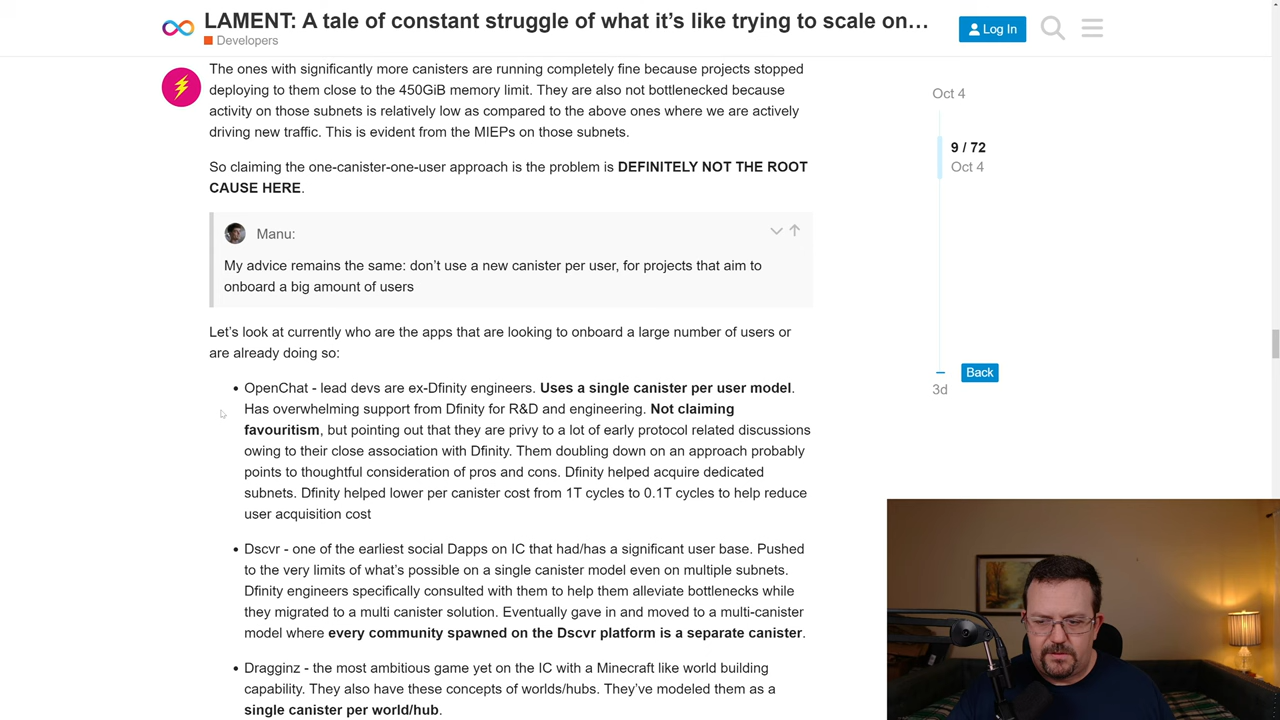 LAMENT: A tale of constant struggle of what it’s like trying to scale on…
Developers
Log In
The ones with significantly more canisters are running completely fine because projects stopped
deploying to them close to the 450GiB memory limit. They are also not bottlenecked because
activity on those subnets is relatively low as compared to the above ones where we are actively
driving new traffic. This is evident from the MIEPs on those subnets.
So claiming the one-canister-one-user approach is the problem is DEFINITELY NOT THE ROOT
CAUSE HERE.
Manu:
My advice remains the same: don’t use a new canister per user, for projects that aim to
onboard a big amount of users
Let’s look at currently who are the apps that are looking to onboard a large number of users or
are already doing so:
• OpenChat - lead devs are ex-Dfinity engineers. Uses a single canister per user model.
Has overwhelming support from Dfinity for R&D and engineering. Not claiming
favouritism, but pointing out that they are privy to a lot of early protocol related discussions
owing to their close association with Dfinity. Them doubling down on an approach probably
points to thoughtful consideration of pros and cons. Dfinity helped acquire dedicated
subnets. Dfinity helped lower per canister cost from 1T cycles to 0.1T cycles to help reduce
user acquisition cost
• Dscvr - one of the earliest social Dapps on IC that had/has a significant user base. Pushed
to the very limits of what’s possible on a single canister model even on multiple subnets.
Dfinity engineers specifically consulted with them to help them alleviate bottlenecks while
they migrated to a multi canister solution. Eventually gave in and moved to a multi-canister
model where every community spawned on the Dscvr platform is a separate canister.
• Dragginz - the most ambitious game yet on the IC with a Minecraft like world building
capability. They also have these concepts of worlds/hubs. They’ve modeled them as a
single canister per world/hub.
Oct 4
9 / 72
Oct 4
Back
3d